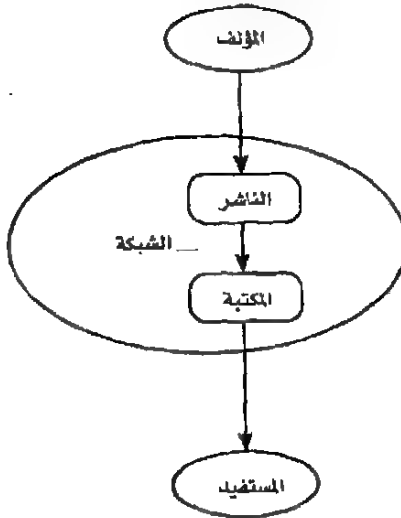 المؤلف
الناشر
الشبكة
المكتبة
المستفيد